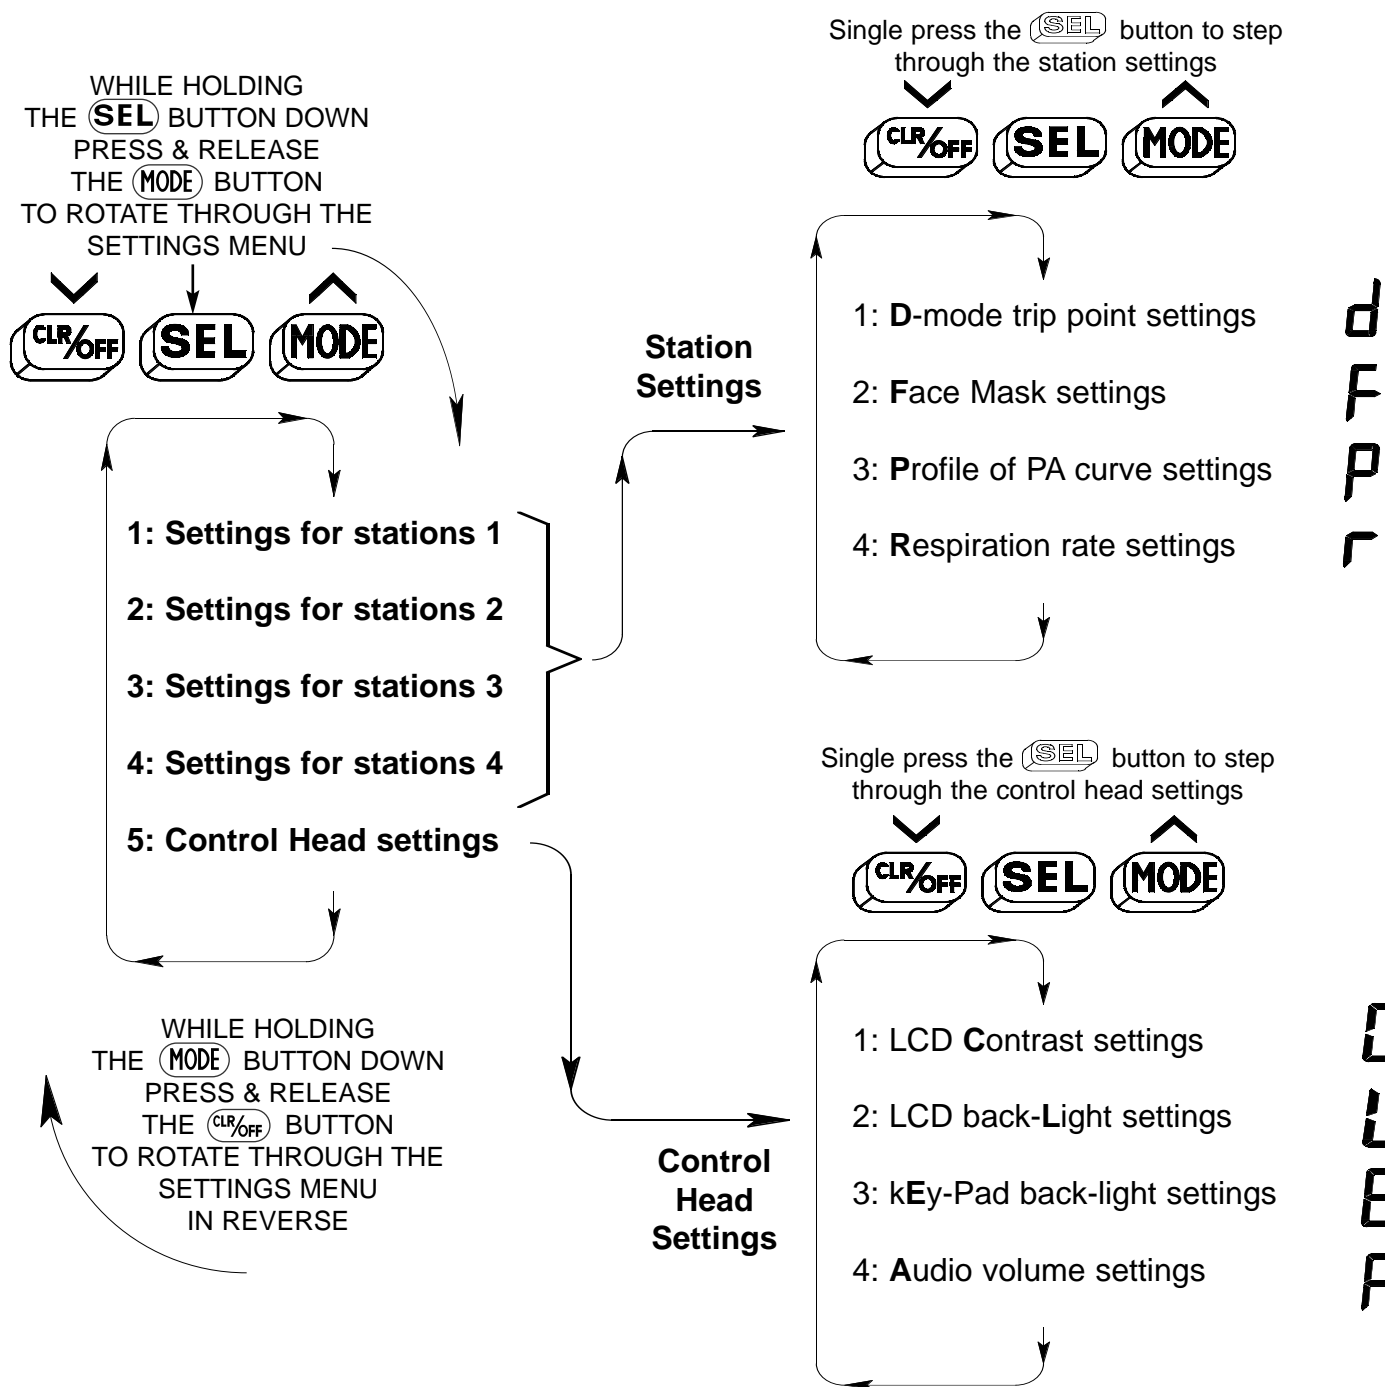 WHILE HOLDING
THE SEL BUTTON DOWN
PRESS & RELEASE
THE MODE BUTTON
TO ROTATE THROUGH THE
SETTINGS MENU
CLR/OFF SEL MODE
1: Settings for stations 1
2: Settings for stations 2
3: Settings for stations 3
4: Settings for stations 4
5: Control Head settings
WHILE HOLDING
THE MODE BUTTON DOWN
PRESS & RELEASE
THE CLR/OFF BUTTON
TO ROTATE THROUGH THE
SETTINGS MENU
IN REVERSE
Station
Settings
Single press the SEL button to step
through the station settings
CLR/OFF SEL MODE
1: D-mode trip point settings d
2: Face Mask settings F
3: Profile of PA curve settings P
4: Respiration rate settings r
Control
Head
Settings
Single press the SEL button to step
through the control head settings
CLR/OFF SEL MODE
1: LCD Contrast settings C
2: LCD back-Light settings L
3: kEy-Pad back-light settings E
4: Audio volume settings A